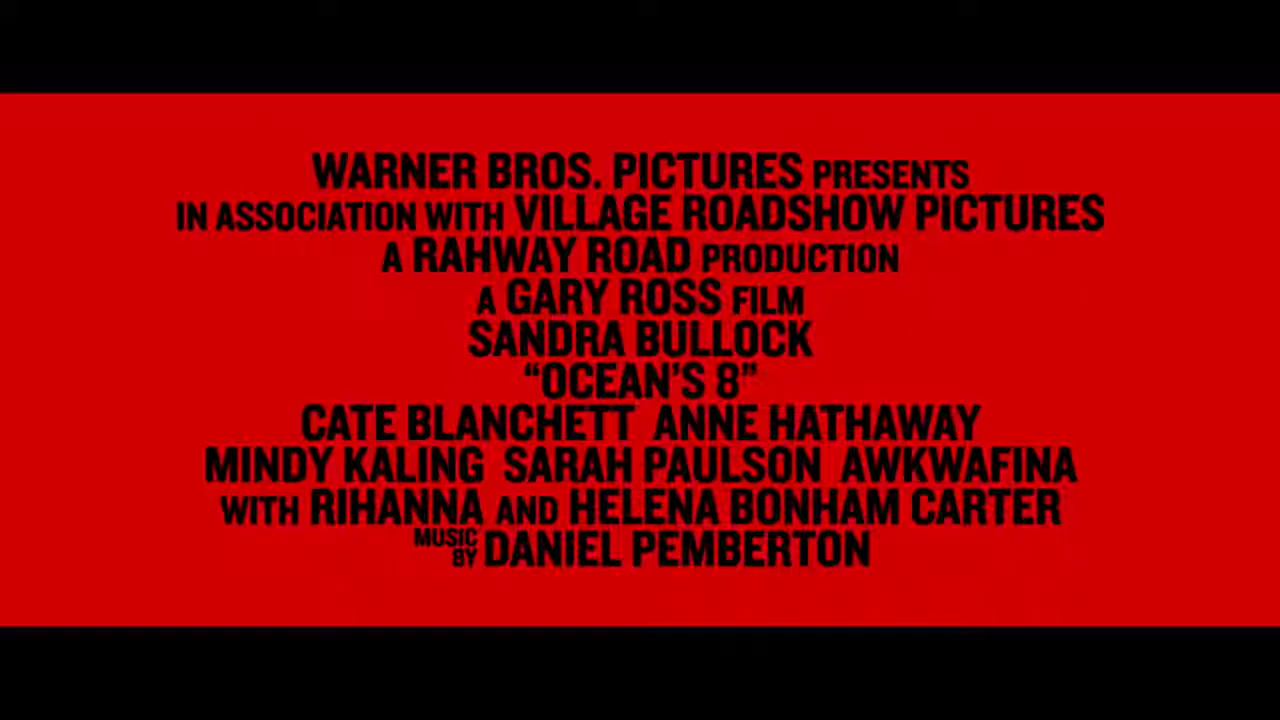 WARNER BROS. PICTURES PRESENTS
IN ASSOCIATION WITH VILLAGE ROADSHOW PICTURES
A RAHWAY ROAD PRODUCTION
A GARY ROSS FILM
SANDRA BULLOCK
“OCEAN’S 8”
CATE BLANCHETT ANNE HATHAWAY
MINDY KALING SARAH PAULSON AWKWAFINA
WITH RIHANNA AND HELENA BONHAM CARTER
MUSIC BY DANIEL PEMBERTON